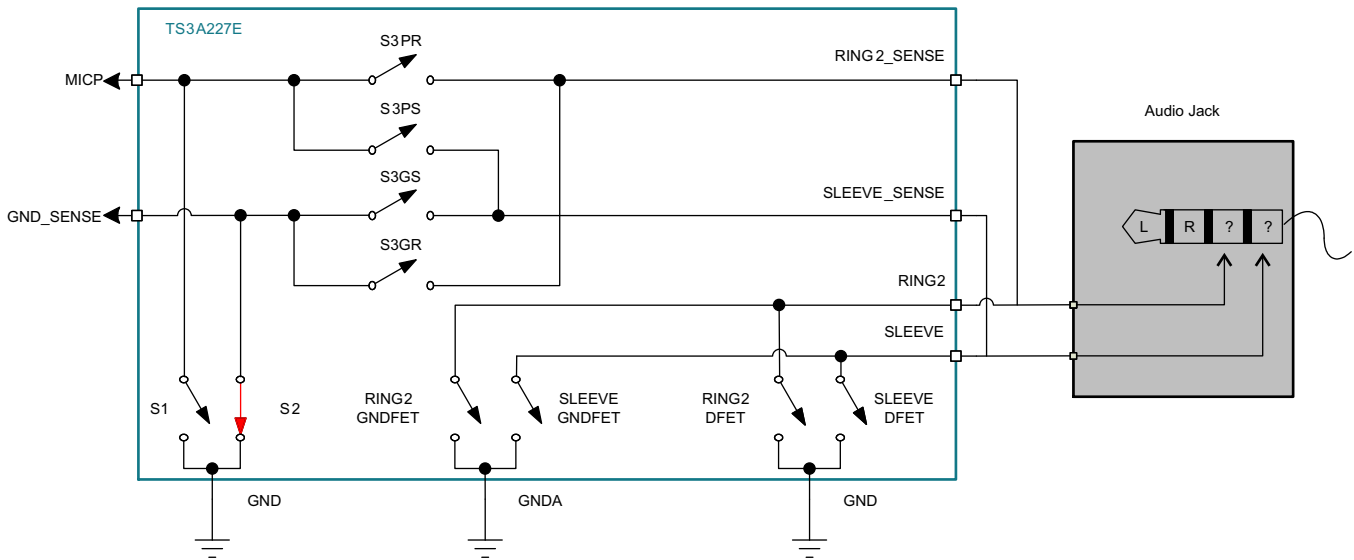 TS3A227E
S3PR
RING2_SENSE
MICP
Audio Jack
S3PS
S3GS
SLEEVE_SENSE
GND_SENSE
L R ? ?
S3GR
RING2
SLEEVE
S1
S2
RING2
GNDFET
SLEEVE
GNDFET
RING2
DFET
SLEEVE
DFET
GND
GNDA
GND